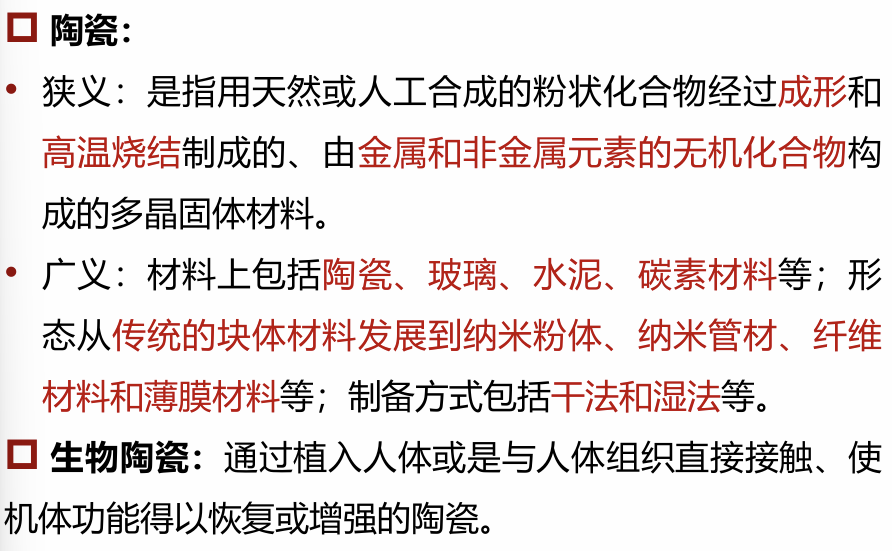 □ 陶瓷：
• 狭义：是指用天然或人工合成的粉状化合物经过成形和
高温烧结制成的、由金属和非金属元素的无机化合物构
成的多晶固体材料。
• 广义：材料上包括陶瓷、玻璃、水泥、碳素材料等；形
态从传统的块体材料发展到纳米粉体、纳米管材、纤维
材料和薄膜材料等；制备方式包括干法和湿法等。
□ 生物陶瓷：通过植入人体或是与人体组织直接接触、使
机体功能得以恢复或增强的陶瓷。